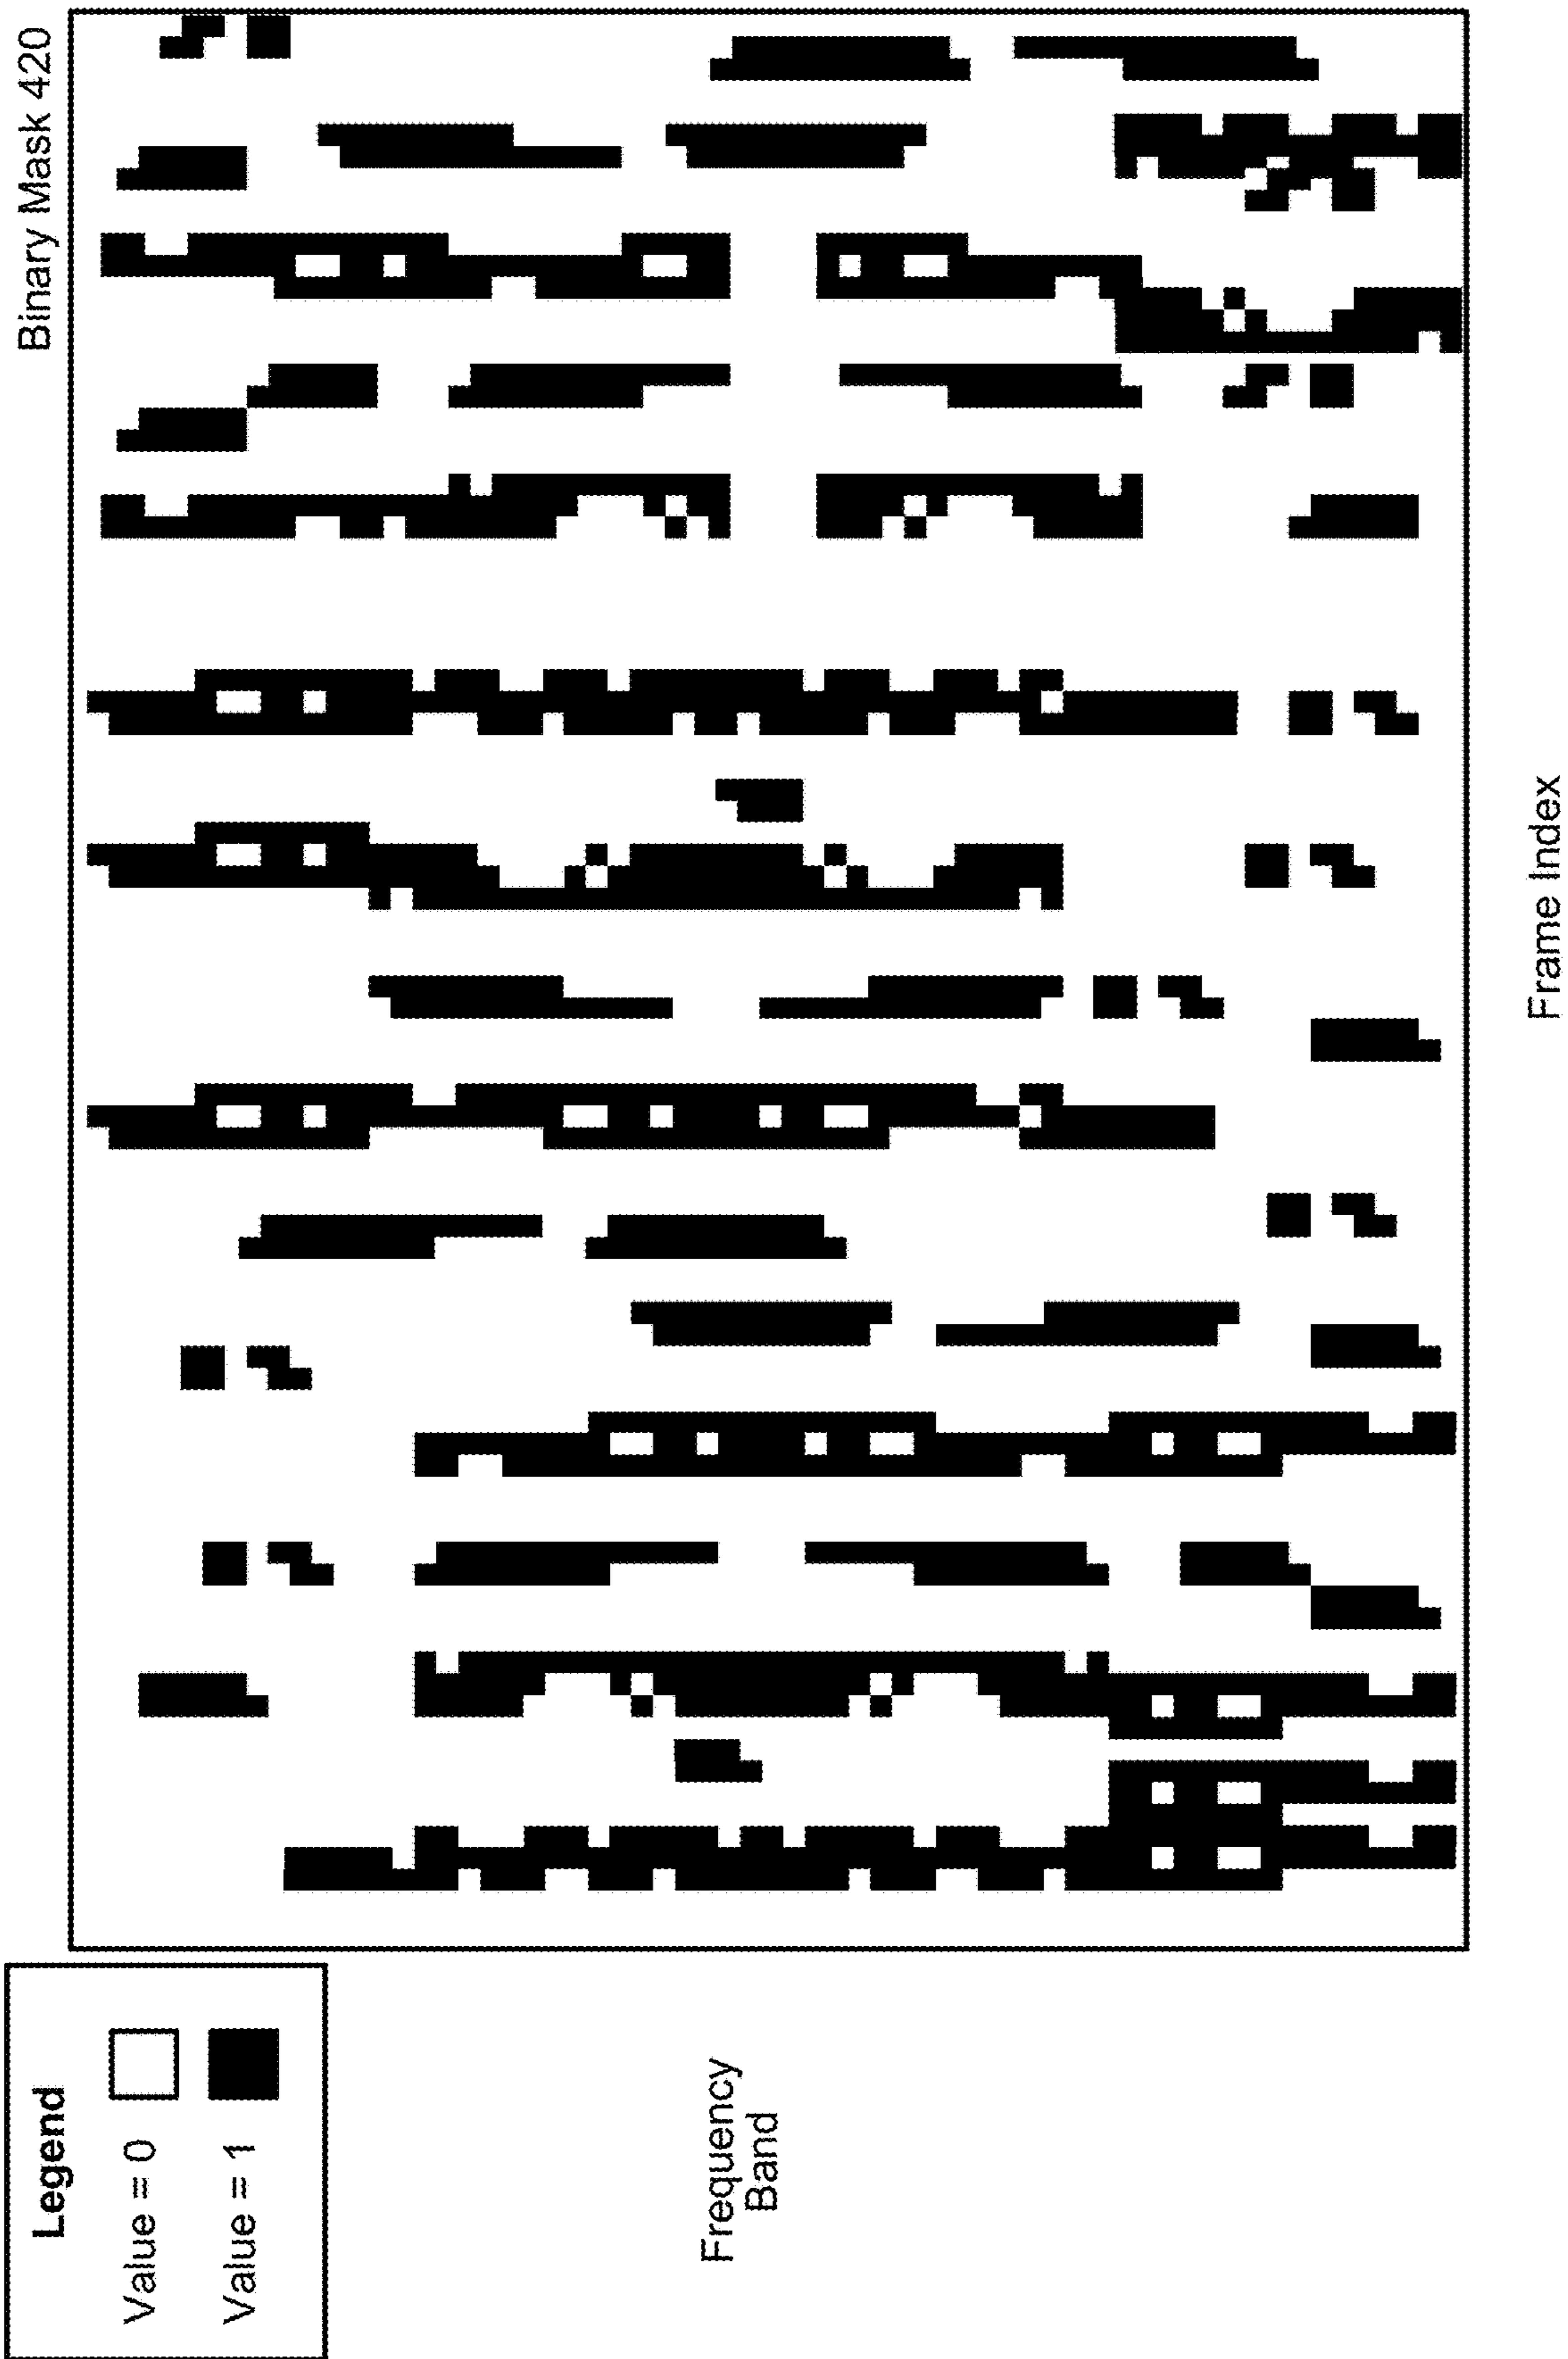 Binary Mask 420
Legend
Value = 0
Value = 1
Frequency
Band
Frame Index